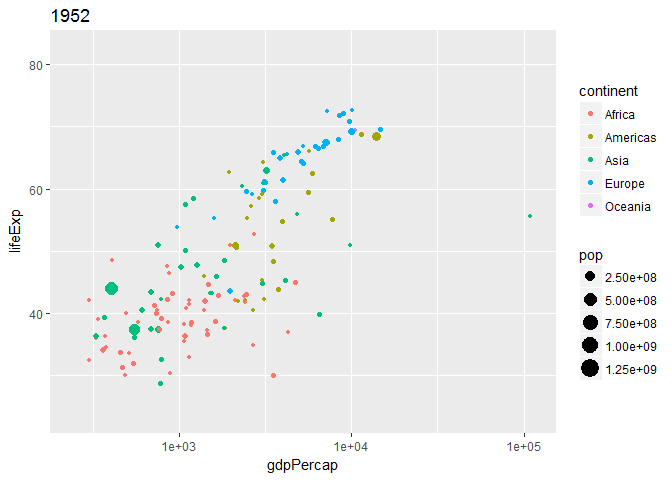 1952
80
60
40
lifeExp
1e+03
1e+04
1e+05
gdpPercap
continent
Africa
Americas
Asia
Europe
Oceania
pop
2.50e+08
5.00e+08
7.50e+08
1.00e+09
1.25e+09